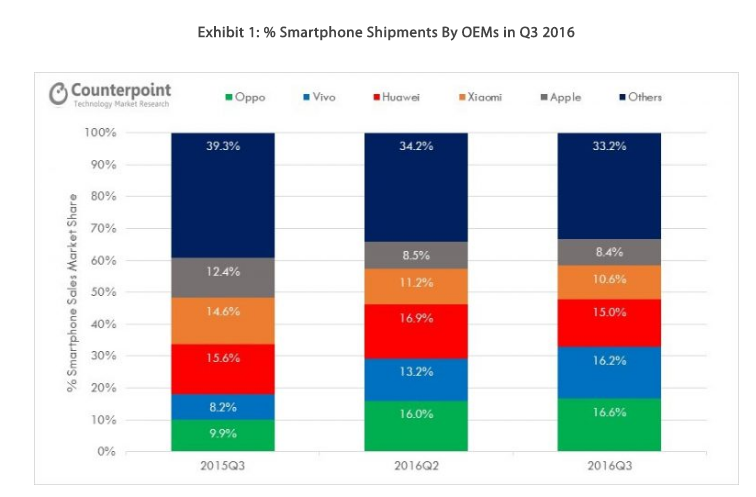 Exhibit 1: % Smartphone Shipments By OEMs in Q3 2016
Counterpoint
Technology Market Research
Oppo Vivo Huawei Xiaomi Apple Others
% Smartphone Sales Market Share
100%
90%
80%
70%
60%
50%
40%
30%
20%
10%
0%
39.3% 34.2% 33.2%
12.4% 8.5% 8.4%
14.6% 11.2% 10.6%
15.6% 16.9% 15.0%
8.2% 13.2% 16.2%
9.9% 16.0% 16.6%
2015Q3 2016Q2 2016Q3